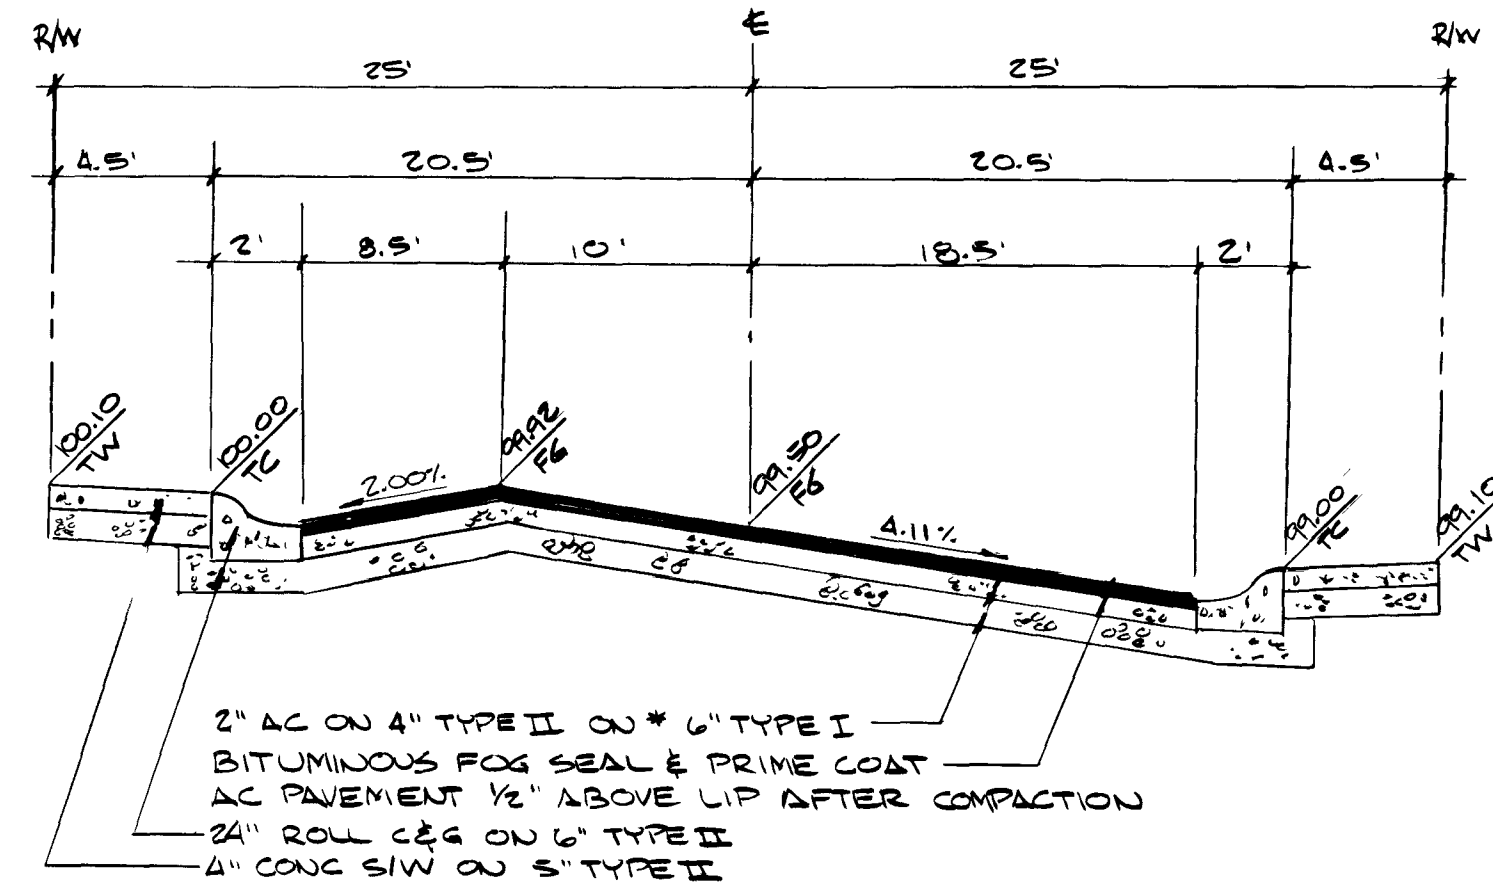 R/W
℄
R/W
25'
25'
4.5'
20.5'
20.5'
4.5'
2'
8.5'
10'
18.5'
2'
100.10
TW
100.00
TC
2.00%
99.92
FG
99.50
FG
4.11%
99.00
TC
99.10
TW
2" AC ON 4" TYPE II ON * 6" TYPE I
BITUMINOUS FOG SEAL & PRIME COAT
AC PAVEMENT 1/2" ABOVE LIP AFTER COMPACTION
24" ROLL C&G ON 6" TYPE II
4" CONC S/W ON 5" TYPE II